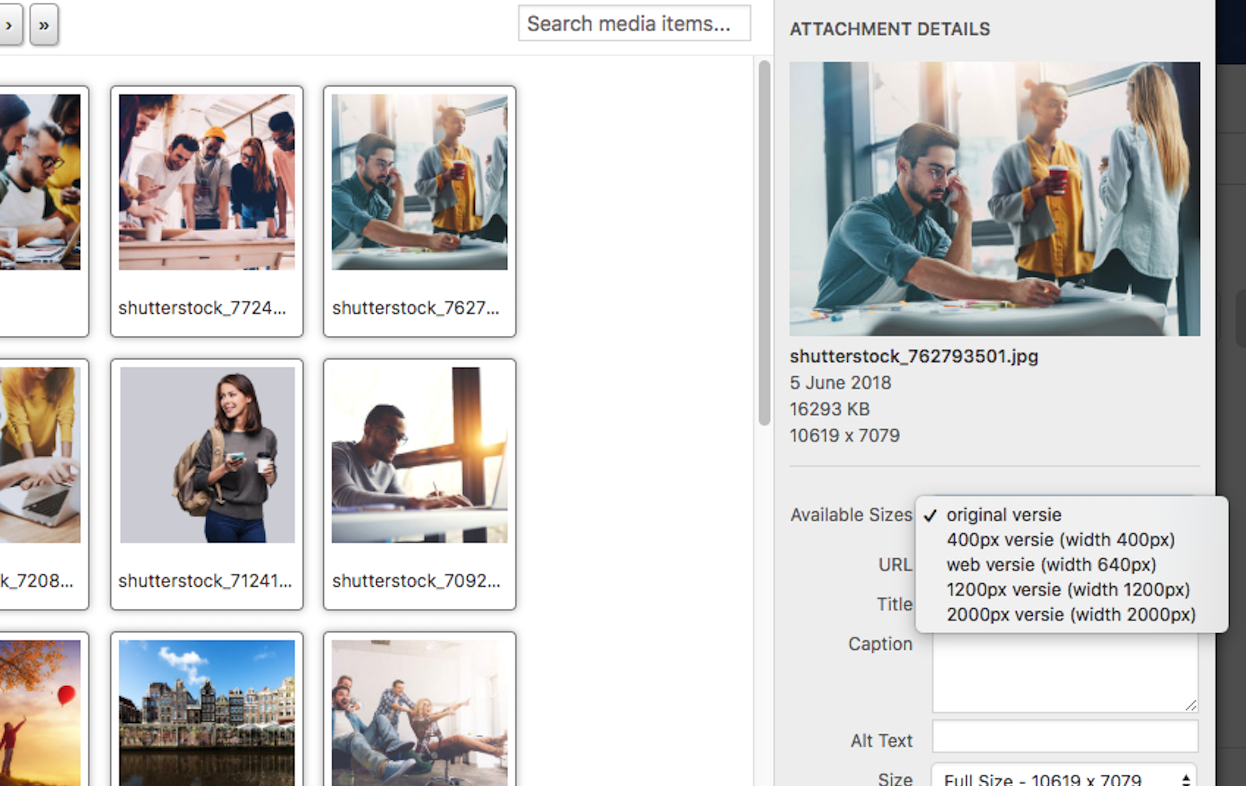 › »
Search media items...
shutterstock_7724...
shutterstock_7627...
k_7208...
shutterstock_71241...
shutterstock_7092...
ATTACHMENT DETAILS
shutterstock_762793501.jpg
5 June 2018
16293 KB
10619 x 7079
Available Sizes
✓ original versie
400px versie (width 400px)
web versie (width 640px)
1200px versie (width 1200px)
2000px versie (width 2000px)
URL
Title
Caption
Alt Text
Size Full Size - 10619 x 7079